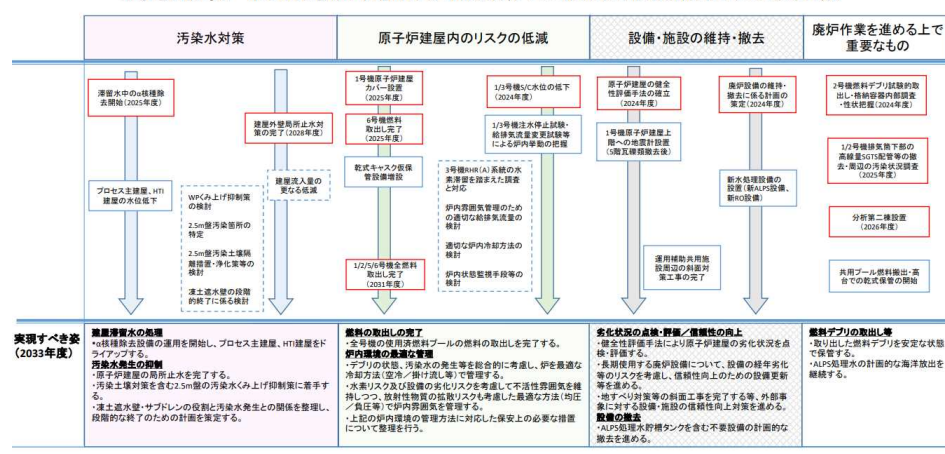 汚染水対策
原子炉建屋内のリスクの低減
設備・施設の維持・撤去
廃炉作業を進める上で
重要なもの
滞留水中のα核種除
去開始(2025年度)
建屋外壁局所止水対
策の完了(2028年度)
プロセス主建屋、HTI
建屋の水位低下
WPくみ上げ抑制策
の検討
2.5m盤汚染箇所の
特定
2.5m盤汚染土壌隔
離措置・浄化策等の
検討
凍土遮水壁の段階
的終了に係る検討
建屋流入量の
更なる低減
1号機原子炉建屋
カバー設置
(2025年度)
6号機燃料
取出し完了
(2025年度)
乾式キャスク仮保
管設備増設
1/2/5/6号機全燃料
取出し完了
(2031年度)
1/3号機S/C水位の低下
(2024年度)
1/3号機注水停止試験・
給排気流量変更試験等
による炉内挙動の把握
3号機RHR(A)系統の水
素滞留を踏まえた調査
と対応
炉内雰囲気管理のため
の適切な給排気流量の
検討
適切な炉内冷却方法の
検討
炉内状態監視手段等の
検討
原子炉建屋の健全
性評価手法の確立
(2024年度)
1号機原子炉建屋上
階への地震計設置
(5階瓦礫類撤去後)
運用補助共用施
設周辺の斜面対
策工事の完了
廃炉設備の維持・
撤去に係る計画の
策定(2024年度)
新水処理設備の
設置(新ALPS設備、
新RO設備)
2号機燃料デブリ試験的取
出し・格納容器内部調査
・性状把握(2024年度)
1/2号機排気筒下部の
高線量SGTS配管等の撤
去・周辺の汚染状況調査
(2025年度)
分析第二棟設置
(2026年度)
共用プール燃料搬出・高
台での乾式保管の開始
実現すべき姿
(2033年度)
建屋滞留水の処理
・α核種除去設備の運用を開始し、プロセス主建屋、HTI建屋をド
ライアップする。
汚染水発生の抑制
・原子炉建屋の局所止水を完了する。
・汚染土壌対策を含む2.5m盤の汚染水くみ上げ抑制策に着手す
る。
・凍土遮水壁・サブドレンの役割と汚染水発生との関係を整理し、
段階的な終了のための計画を策定する。
燃料の取出しの完了
・全号機の使用済燃料プールの燃料の取出しを完了する。
炉内環境の最適な管理
・デブリの状態、汚染水の発生等を総合的に考慮し、炉を最適な
冷却方法(空冷/掛け流し等)で管理する。
・水素リスク及び設備の劣化リスクを考慮して不活性雰囲気を維
持しつつ、放射性物質の拡散リスクも考慮した最適な方法(均圧
/負圧等)で炉内雰囲気を管理する。
・上記の炉内環境の管理方法に対応した保安上の必要な措置
について整理を行う。
劣化状況の点検・評価/信頼性の向上
・健全性評価手法により原子炉建屋の劣化状況を点
検・評価する。
・長期使用する廃炉設備について、設備の経年劣化
等のリスクを考慮し、信頼性向上のための設備更新
等を進める。
・地すべり対策等の斜面工事を完了する等、外部事
象に対する設備・施設の信頼性向上対策を進める。
設備の撤去
・ALPS処理水貯槽タンクを含む不要設備の計画的な
撤去を進める。
燃料デブリの取出し等
・取り出した燃料デブリを安定な状態
で保管する。
・ALPS処理水の計画的な海洋放出を
継続する。